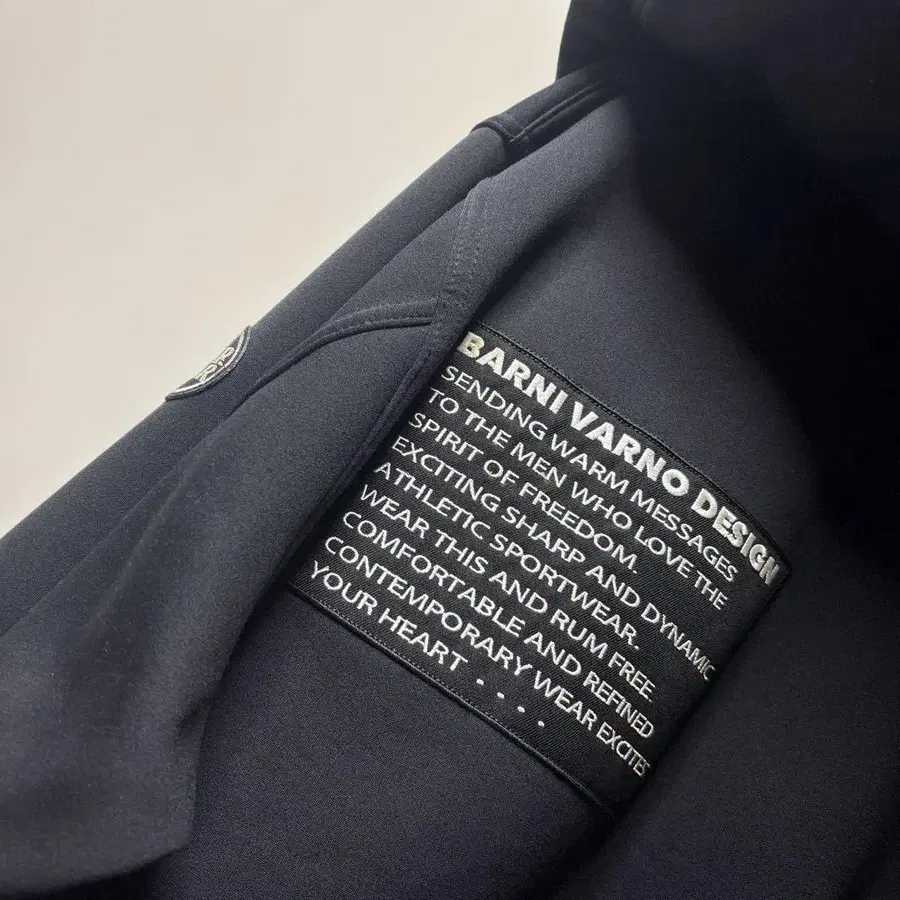 BARNI VARNO DESIGN
SENDING WARM MESSAGES
TO THE MEN WHO LOVE THE
SPIRIT OF FREEDOM.
EXCITING SHARP AND DYNAMIC
ATHLETIC SPORTWEAR.
WEAR THIS AND RUM FREE.
COMFORTABLE AND REFINED
CONTEMPORARY WEAR EXCITES
YOUR HEART . . . .